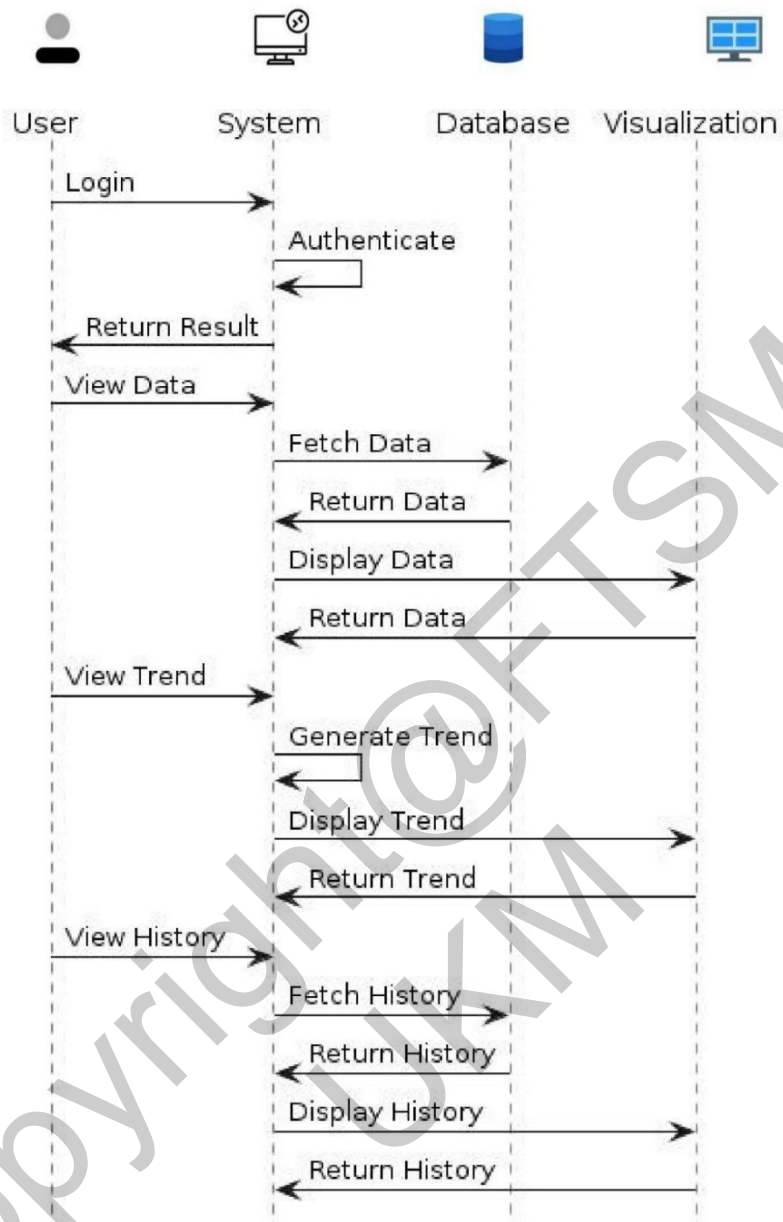 User System Database Visualization
Login
Authenticate
Return Result
View Data
Fetch Data
Return Data
Display Data
Return Data
View Trend
Generate Trend
Display Trend
Return Trend
View History
Fetch History
Return History
Display History
Return History
opyright@FTSM
UKM